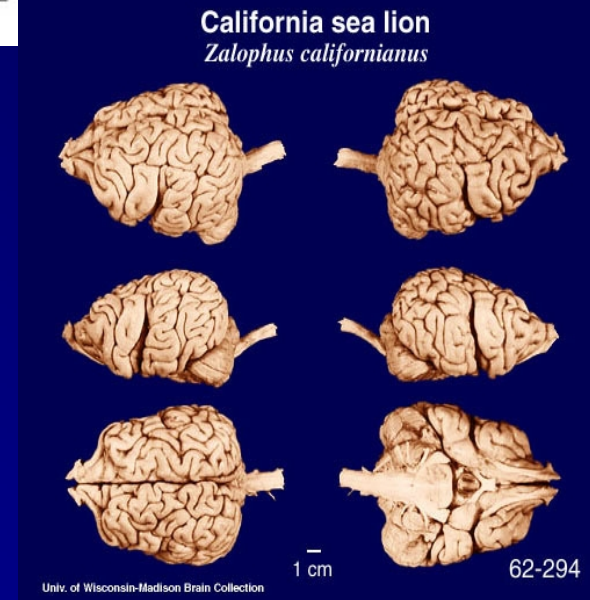 California sea lion
Zalophus californianus
1 cm
62-294
Univ. of Wisconsin-Madison Brain Collection